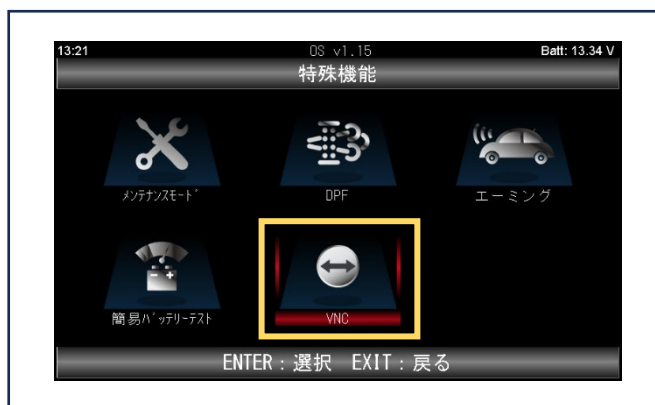 13:21 OS v1.15 Batt: 13.34 V
特殊機能
ﾒﾝﾃﾅﾝｽﾓｰﾄﾞ DPF エーミング
簡易ﾊﾞｯﾃﾘｰﾃｽﾄ VNC
ENTER：選択 EXIT：戻る